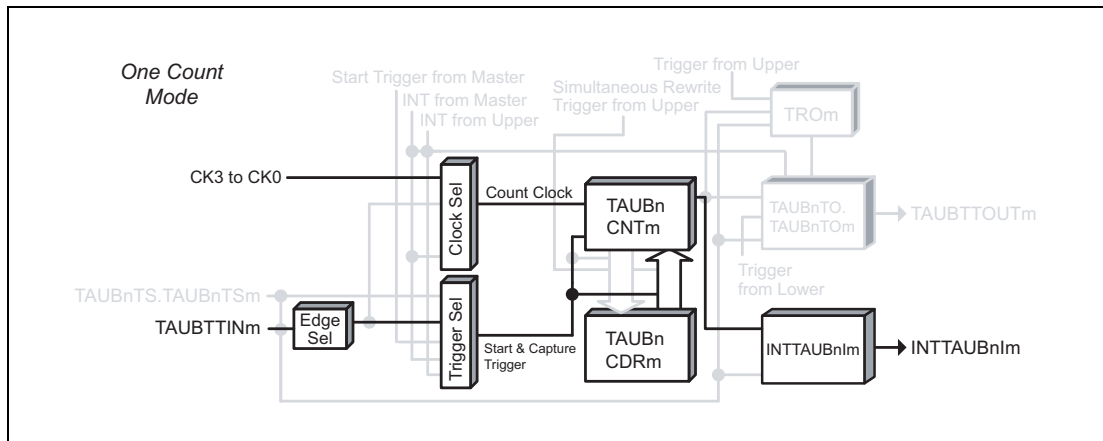 One Count
Mode
Start Trigger from Master
INT from Master
INT from Upper
Simultaneous Rewrite
Trigger from Upper
Trigger from Upper
TROm
CK3 to CK0
Clock Sel
Count Clock
TAUBn
CNTm
TAUBnTO.
TAUBnTOm
TAUBTTOUTm
Trigger
from
Lower
TAUBnTS.TAUBnTSm
TAUBTTINm
Edge
Sel
Trigger Sel
Start & Capture
Trigger
TAUBn
CDRm
INTTAUBnIm
INTTAUBnIm